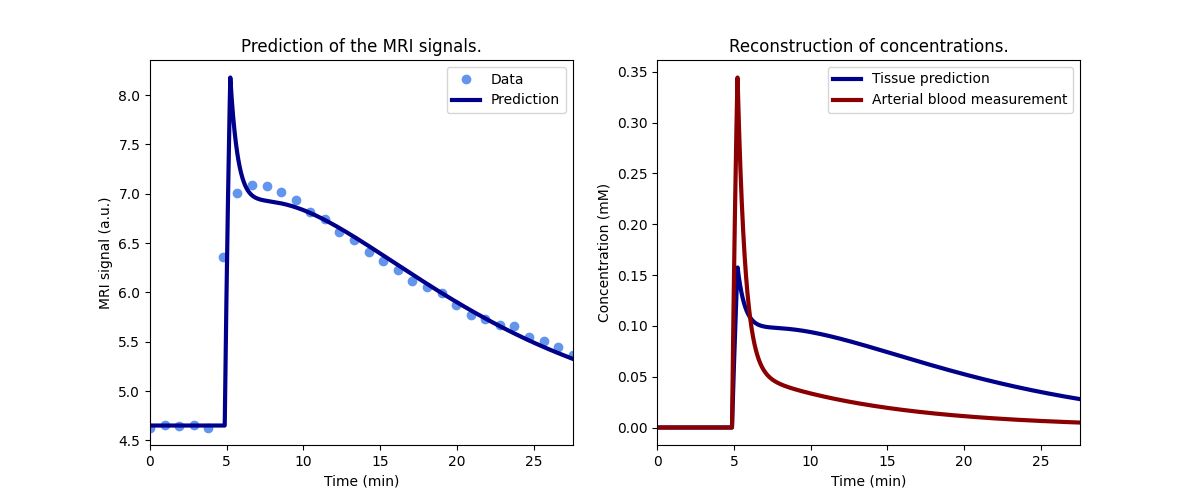 Prediction of the MRI signals.
Data
Prediction
8.0
7.5
7.0
6.5
6.0
5.5
5.0
4.5
MRI signal (a.u.)
0
5
10
15
20
25
Time (min)
Reconstruction of concentrations.
Tissue prediction
Arterial blood measurement
0.35
0.30
0.25
0.20
0.15
0.10
0.05
0.00
Concentration (mM)
0
5
10
15
20
25
Time (min)